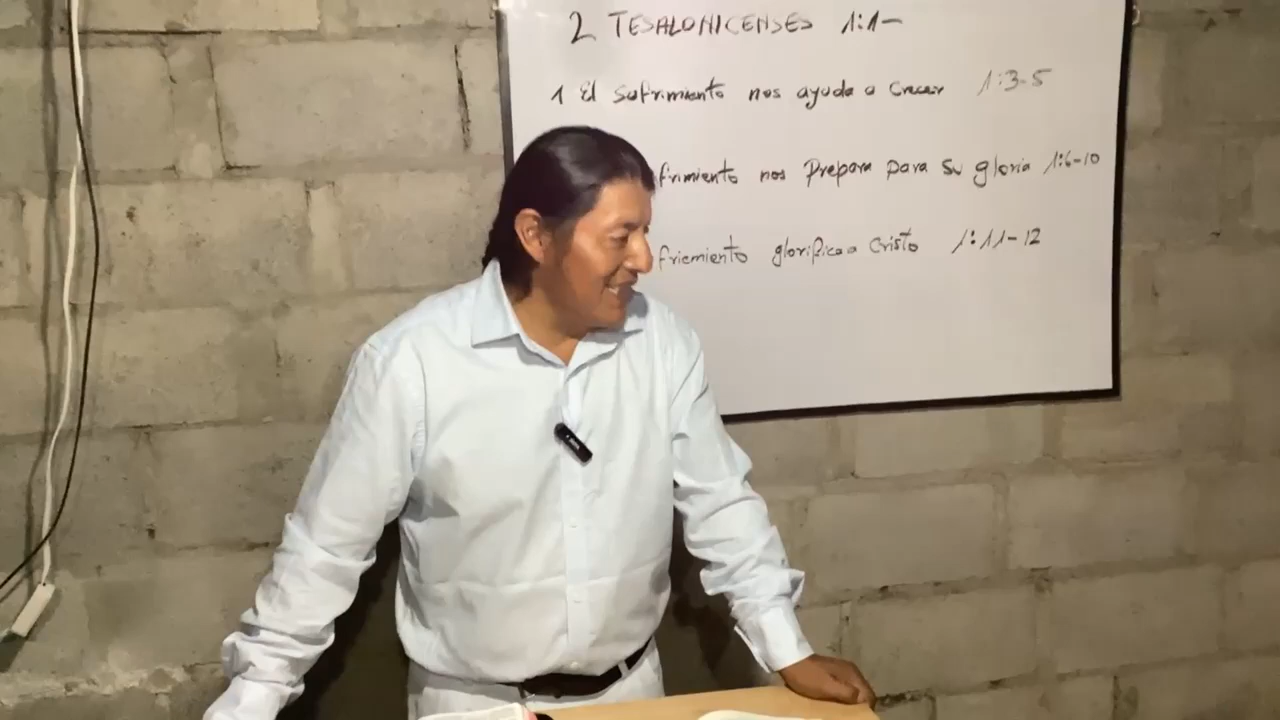 2 TESALONICENSES 1:1-
1 El Sufrimiento nos ayuda a Crecer 1:3-5
frimiento nos Prepara para su gloria 1:6-10
friemiento glorifica a Cristo 1:11-12